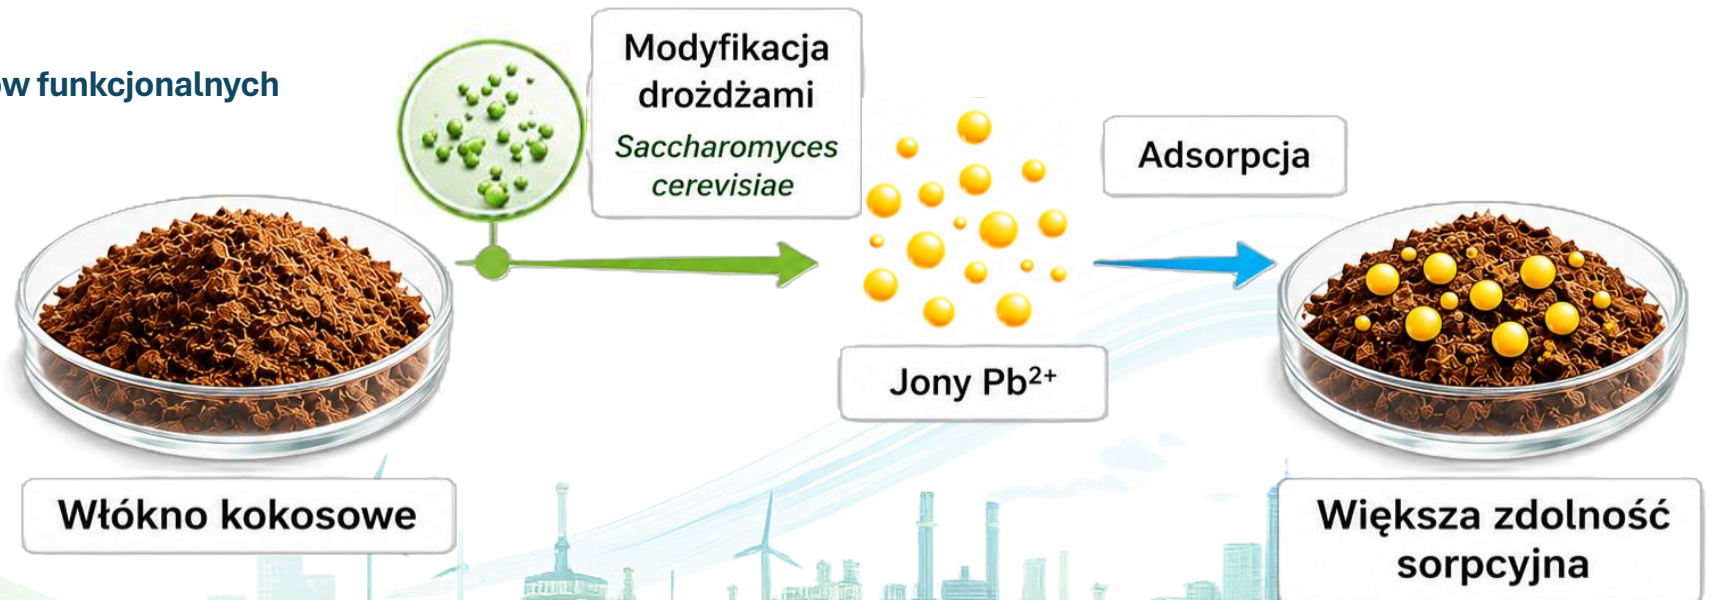 funkcjonalnych
Modyfikacja
drożdżami
Saccharomyces
cerevisiae
Adsorpcja
Jony Pb²⁺
Włókno kokosowe
Większa zdolność
sorpcyjna